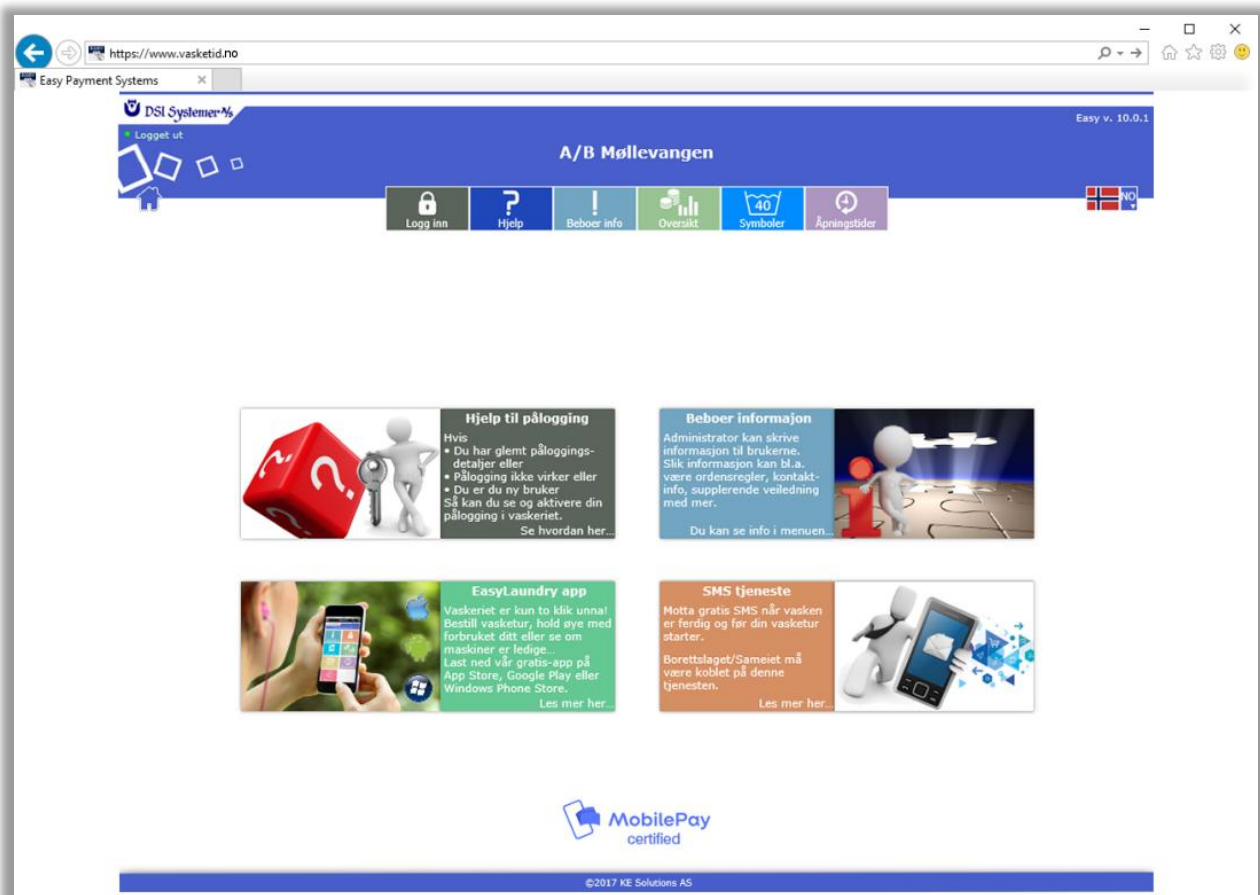 https://www.vasketid.no
Easy Payment Systems
DSI Systemer A/S
Easy v. 10.0.1
Logget ut
A/B Møllevangen
NO
Logg inn
Hjelp
Beboer info
Oversikt
40
Symboler
Åpningstider
Hjelp til pålogging
Hvis
• Du har glemt påloggings-
detaljer eller
• Pålogging ikke virker eller
• Du er du ny bruker
Så kan du se og aktivere din
pålogging i vaskeriet.
Se hvordan her...
Beboer informajon
Administrator kan skrive
informasjon til brukerne.
Slik informasjon kan bl.a.
være ordensregler, kontakt-
info, supplerende veiledning
med mer.
Du kan se info i menuen...
EasyLaundry app
Vaskeriet er kun to klik unna!
Bestill vasketur, hold øye med
forbruket ditt eller se om
maskiner er ledige...
Last ned vår gratis-app på
App Store, Google Play eller
Windows Phone Store.
Les mer her...
SMS tjeneste
Motta gratis SMS når vasken
er ferdig og før din vasketur
starter.
Borettslaget/Sameiet må
være koblet på denne
tjenesten.
Les mer her...
MobilePay
certified
©2017 KE Solutions AS